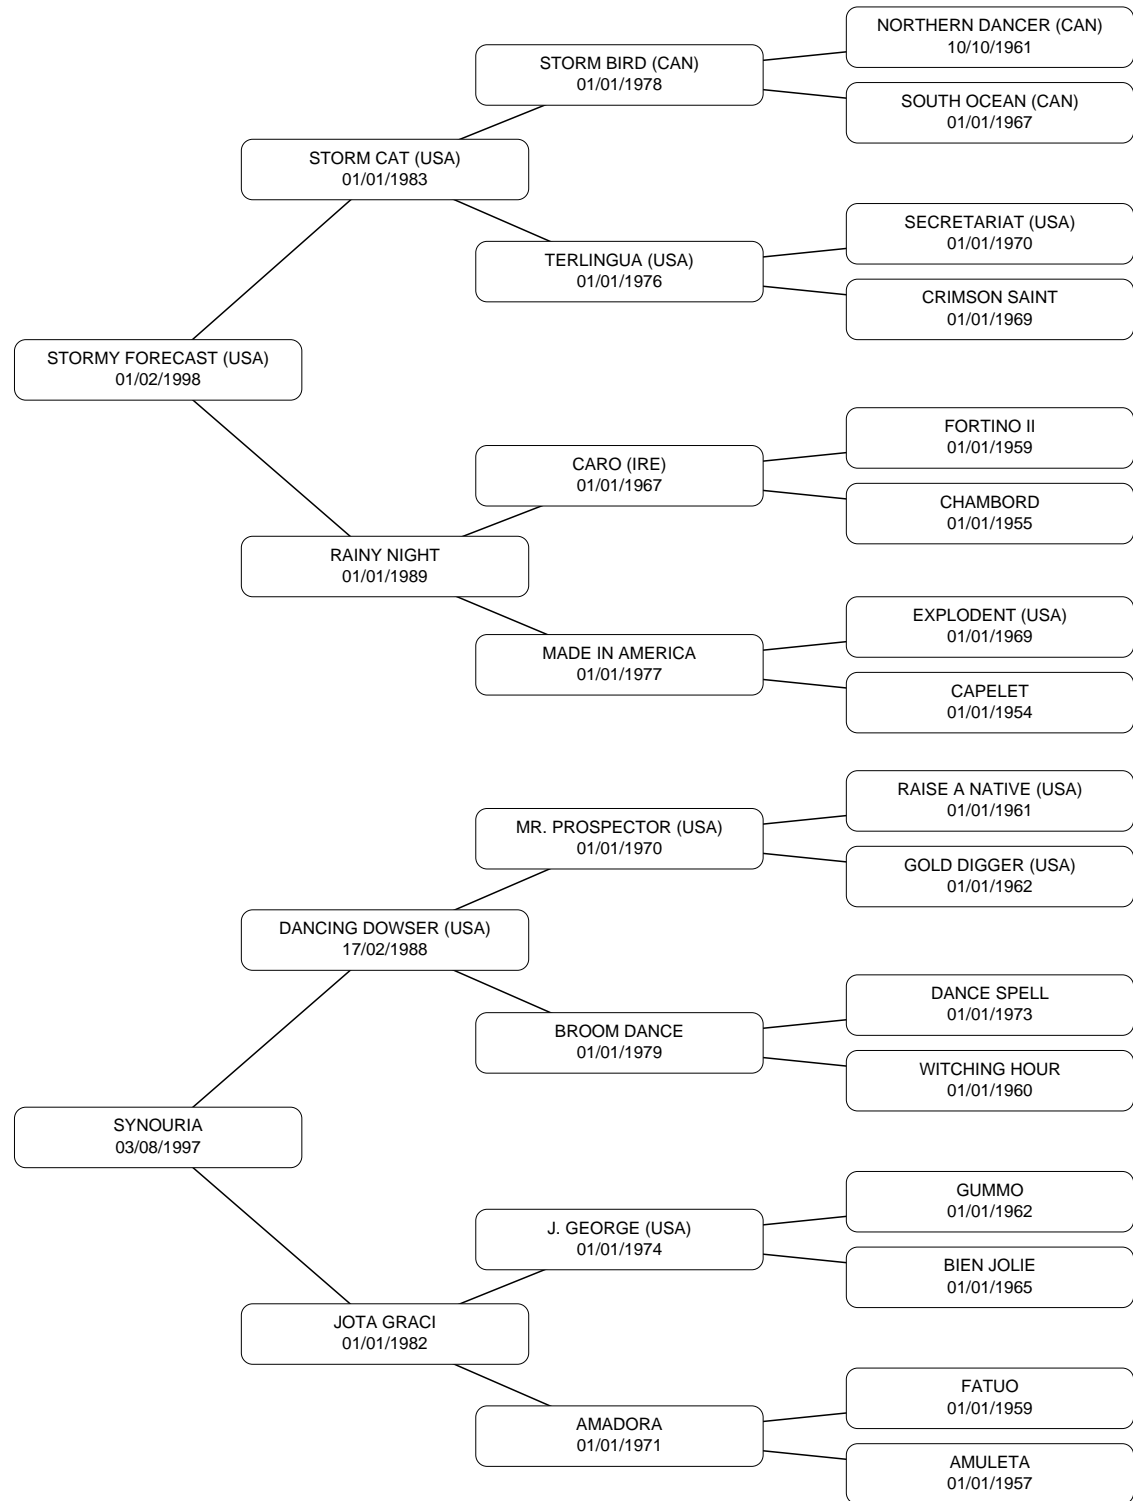 NORTHERN DANCER (CAN)
10/10/1961
STORM BIRD (CAN)
01/01/1978
SOUTH OCEAN (CAN)
01/01/1967
STORM CAT (USA)
01/01/1983
SECRETARIAT (USA)
01/01/1970
TERLINGUA (USA)
01/01/1976
CRIMSON SAINT
01/01/1969
STORMY FORECAST (USA)
01/02/1998
FORTINO II
01/01/1959
CARO (IRE)
01/01/1967
CHAMBORD
01/01/1955
RAINY NIGHT
01/01/1989
EXPLODENT (USA)
01/01/1969
MADE IN AMERICA
01/01/1977
CAPELET
01/01/1954
RAISE A NATIVE (USA)
01/01/1961
MR. PROSPECTOR (USA)
01/01/1970
GOLD DIGGER (USA)
01/01/1962
DANCING DOWSER (USA)
17/02/1988
DANCE SPELL
01/01/1973
BROOM DANCE
01/01/1979
WITCHING HOUR
01/01/1960
SYNOURIA
03/08/1997
GUMMO
01/01/1962
J. GEORGE (USA)
01/01/1974
BIEN JOLIE
01/01/1965
JOTA GRACI
01/01/1982
FATUO
01/01/1959
AMADORA
01/01/1971
AMULETA
01/01/1957